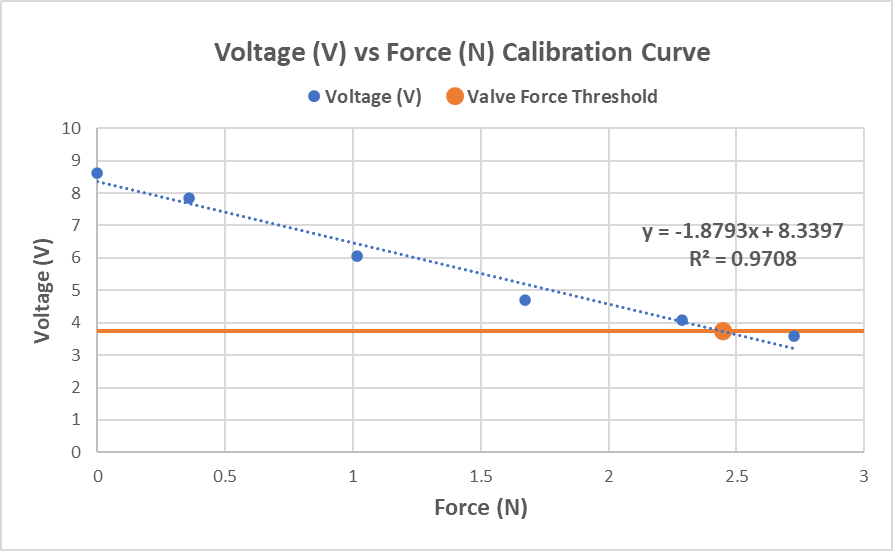 Voltage (V) vs Force (N) Calibration Curve
Voltage (V) Valve Force Threshold
10
9
8
7
6
5
4
3
2
1
0
y = -1.8793x + 8.3397
R² = 0.9708
Voltage (V)
0 0.5 1 1.5 2 2.5 3
Force (N)